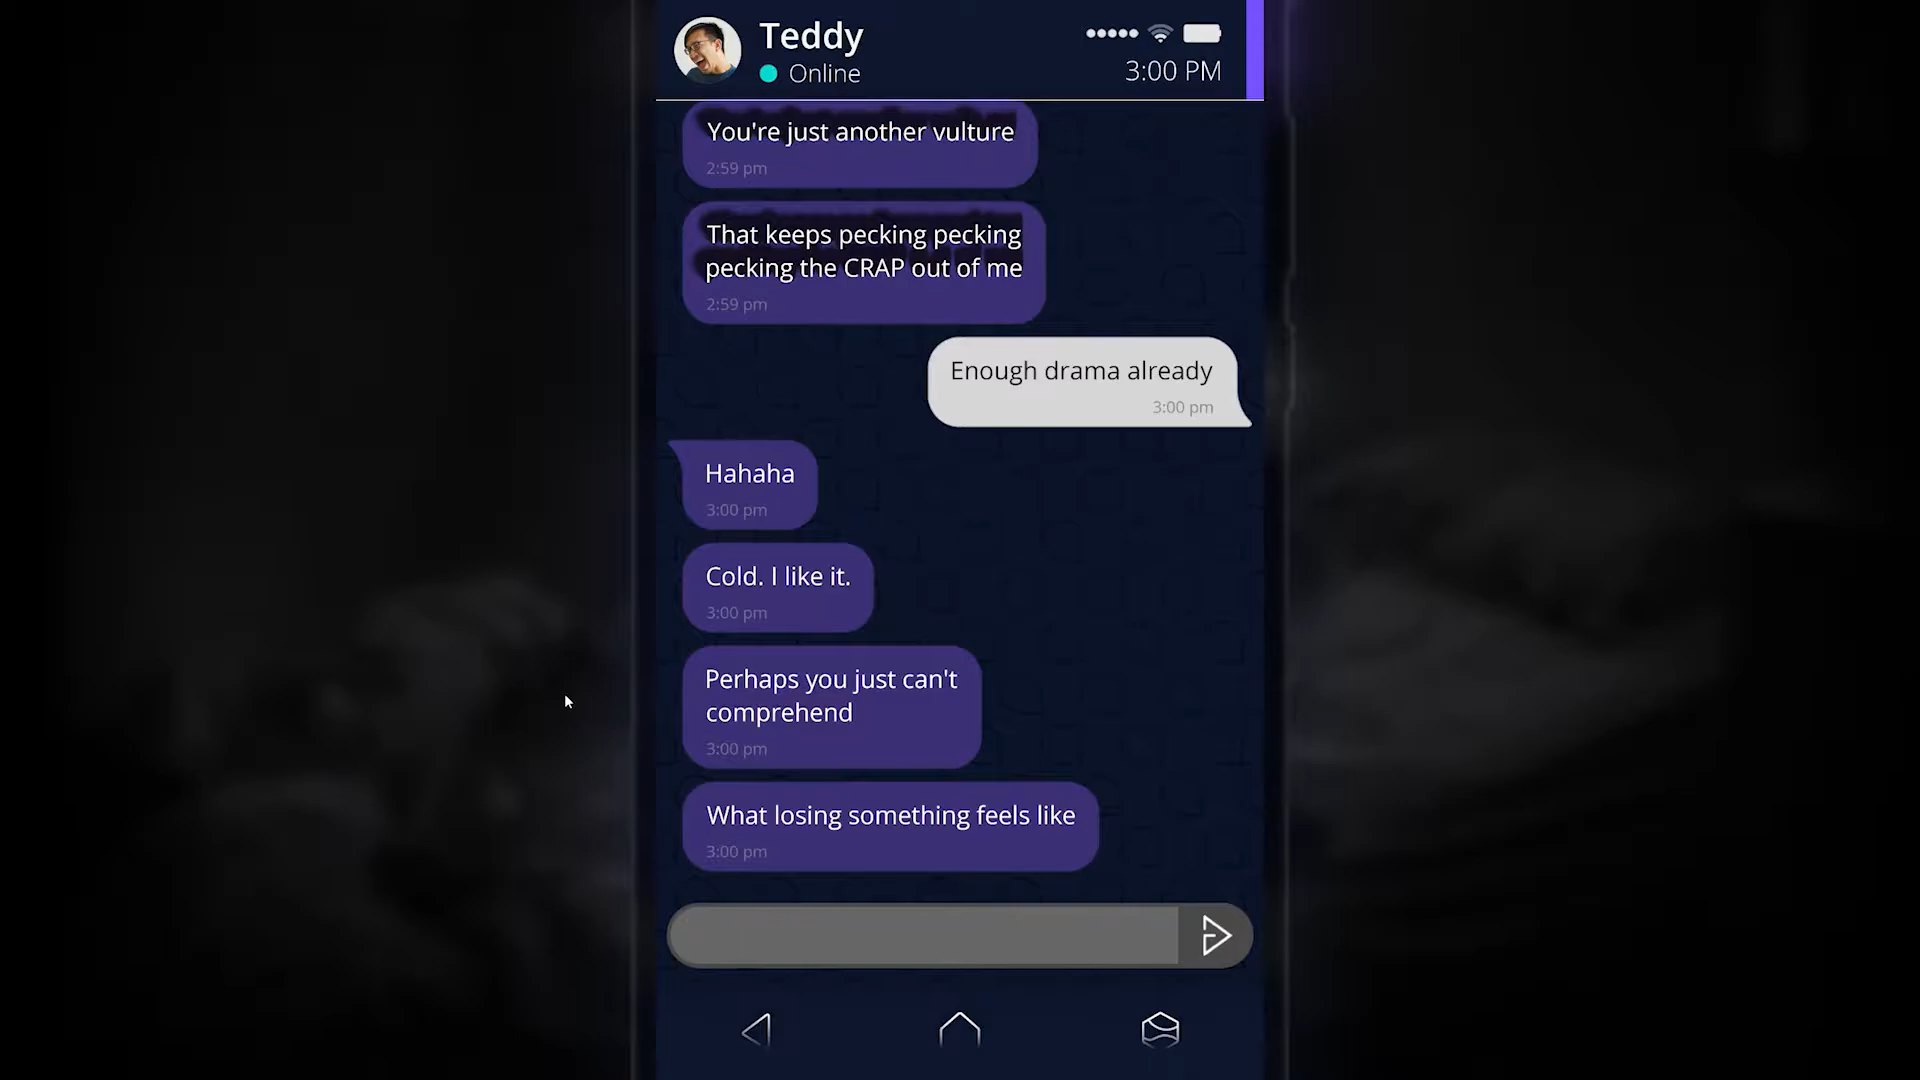 Teddy
Online
3:00 PM
You're just another vulture
2:59 pm
That keeps pecking pecking
pecking the CRAP out of me
2:59 pm
Enough drama already
3:00 pm
Hahaha
3:00 pm
Cold. I like it.
3:00 pm
Perhaps you just can't
comprehend
3:00 pm
What losing something feels like
3:00 pm